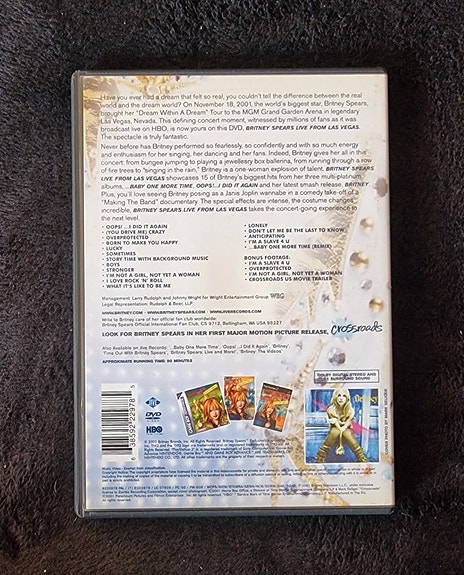 Have you ever had a dream that felt so real, you couldn't tell the difference between the real
world and the dream world? On November 18, 2001, the world's biggest star, Britney Spears,
brought her "Dream Within A Dream" Tour to the MGM Grand Garden Arena in legendary
Las Vegas, Nevada. This defining concert moment, witnessed by millions of fans as it was
broadcast live on HBO, is now yours on this DVD, BRITNEY SPEARS LIVE FROM LAS VEGAS.
The spectacle is truly fantastic.
Never before has Britney performed so fearlessly, so confidently and with so much energy
and enthusiasm for her singing, her dancing and her fans. Indeed, Britney gives her all in this
concert; from bungee jumping to playing a jewellery box ballerina, from running through a row
of fire trees to "singing in the rain," Britney is a one-woman explosion of talent. BRITNEY SPEARS
LIVE FROM LAS VEGAS showcases 15 of Britney's biggest hits from her three multi-platinum
albums, ...BABY ONE MORE TIME, OOPS!...I DID IT AGAIN and her latest smash release, BRITNEY
Plus, you'll love seeing Britney posing as Janis Joplin wannabe in a comedy take-off of a
"Making The Band" documentary. The special effects are intense, the costume changes
incredible, BRITNEY SPEARS LIVE FROM LAS VEGAS takes the concert-going experience to
the next level.
• OOPS! ...I DID IT AGAIN
• (YOU DRIVE ME) CRAZY
• OVERPROTECTED
• BORN TO MAKE YOU HAPPY
• LUCKY
• SOMETIMES
• STORY TIME WITH BACKGROUND MUSIC
• BOYS
• STRONGER
• I'M NOT A GIRL, NOT YET A WOMAN
• I LOVE ROCK 'N' ROLL
• WHAT IT'S LIKE TO BE ME
• LONELY
• DON'T LET ME BE THE LAST TO KNOW
• ANTICIPATING
• I'M A SLAVE 4 U
• ...BABY ONE MORE TIME (REMIX)
BONUS FOOTAGE:
• I'M A SLAVE 4 U
• OVERPROTECTED
• I'M NOT A GIRL, NOT YET A WOMAN
• CROSSROADS US MOVIE TRAILER
Management: Larry Rudolph and Johnny Wright for Wright Entertainment Group WEG
Legal Representation: Rudolph & Beer, LLP
• WWW.BRITNEY.COM • WWW.BRITNEYSPEARS.COM • WWW.JIVERECORDS.COM
Write to Britney care of her official fan club worldwide.
Britney Spears Official International Fan Club, CS 9712, Bellingham, WA 98227
LOOK FOR BRITNEY SPEARS IN HER FIRST MAJOR MOTION PICTURE RELEASE, Crossroads
Also Available on Jive Records: '...Baby One More Time', 'Oops! ...I Did It Again', 'Britney'
'Time Out With Britney Spears', 'Britney Spears: Live and More!', 'Britney: The Videos'
APPROXIMATE RUNNING TIME: 90 MINUTES
DOLBY DIGITAL STEREO AND
5.1 SURROUND SOUND
DVD
VIDEO
HBO
Britney